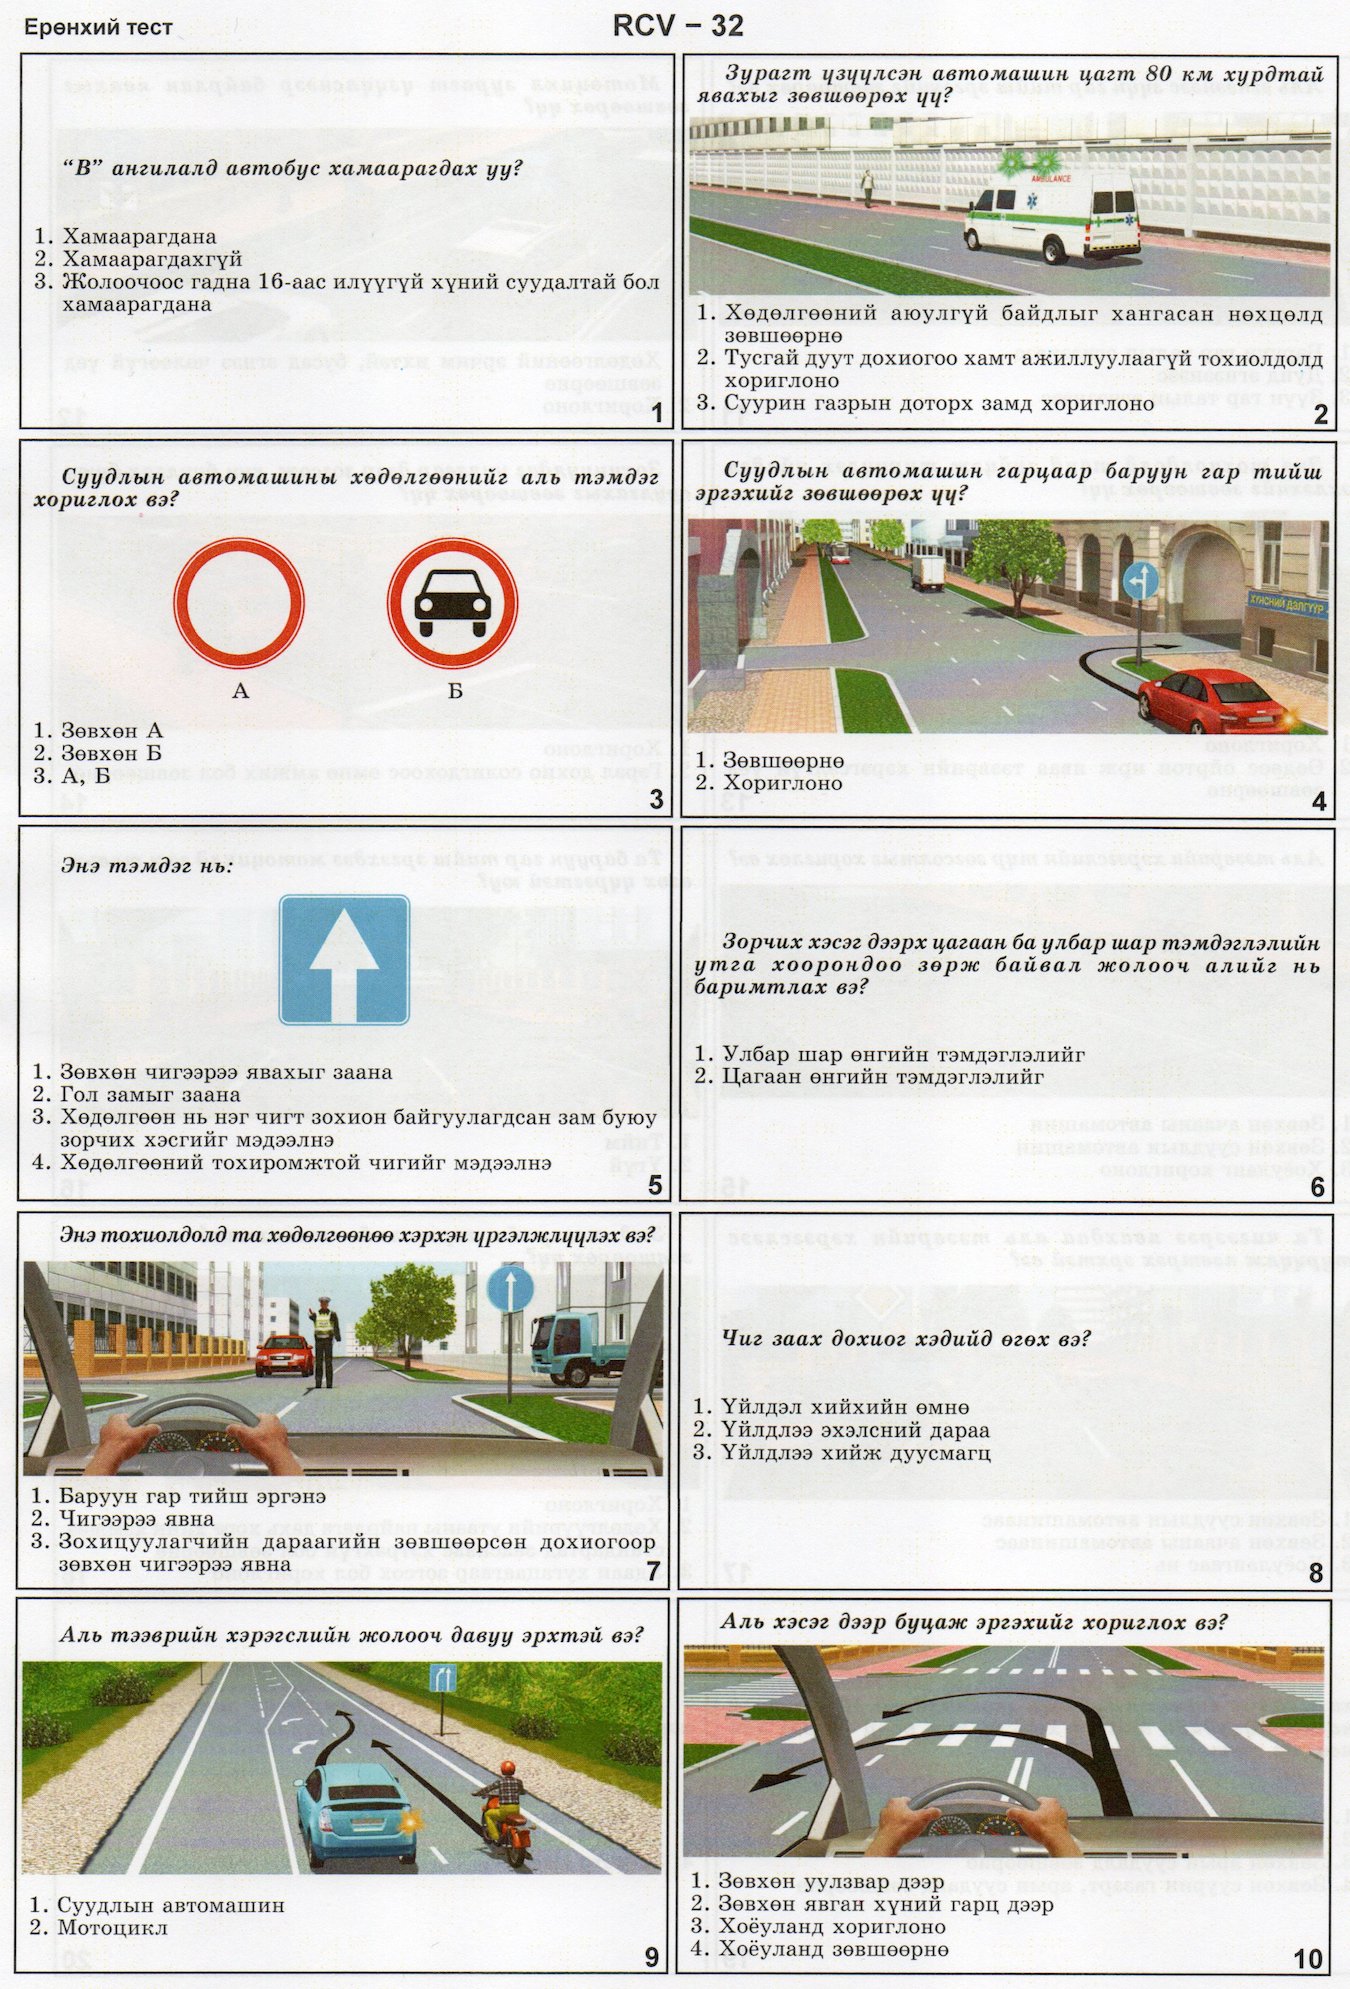 Ерөнхий тест
RCV – 32
“В” ангилалд автобус хамаарагдах уу?
1. Хамаарагдана
2. Хамаарагдахгүй
3. Жолоочоос гадна 16-аас илүүгүй хүний суудалтай бол
хамаарагдана
1
Зурагт үзүүлсэн автомашин цагт 80 км хурдтай
явахыг зөвшөөрөх үү?
AMBULANCE
1. Хөдөлгөөний аюулгүй байдлыг хангасан нөхцөлд
зөвшөөрнө
2. Тусгай дуут дохиогоо хамт ажиллуулаагүй тохиолдолд
хориглоно
3. Суурин газрын доторх замд хориглоно
2
Суудлын автомашины хөдөлгөөнийг аль тэмдэг
хориглох вэ?
А
Б
1. Зөвхөн А
2. Зөвхөн Б
3. А, Б
3
Суудлын автомашин гарцаар баруун гар тийш
эргэхийг зөвшөөрөх үү?
ХҮНСНИЙ ДЭЛГҮҮР
1. Зөвшөөрнө
2. Хориглоно
4
Энэ тэмдэг нь:
1. Зөвхөн чигээрээ явахыг заана
2. Гол замыг заана
3. Хөдөлгөөн нь нэг чигт зохион байгуулагдсан зам буюу
зорчих хэсгийг мэдээлнэ
4. Хөдөлгөөний тохиромжтой чигийг мэдээлнэ
5
Зорчих хэсэг дээрх цагаан ба улбар шар тэмдэглэлийн
утга хоорондоо зөрж байвал жолооч алийг нь
баримтлах вэ?
1. Улбар шар өнгийн тэмдэглэлийг
2. Цагаан өнгийн тэмдэглэлийг
6
Энэ тохиолдолд та хөдөлгөөнөө хэрхэн үргэлжлүүлэх вэ?
1. Баруун гар тийш эргэнэ
2. Чигээрээ явна
3. Зохицуулагчийн дараагийн зөвшөөрсөн дохиогоор
зөвхөн чигээрээ явна
7
Чиг заах дохиог хэдийд өгөх вэ?
1. Үйлдэл хийхийн өмнө
2. Үйлдлээ эхэлсний дараа
3. Үйлдлээ хийж дуусмагц
8
Аль тээврийн хэрэгслийн жолооч давуу эрхтэй вэ?
1. Суудлын автомашин
2. Мотоцикл
9
Аль хэсэг дээр буцаж эргэхийг хориглох вэ?
1. Зөвхөн уулзвар дээр
2. Зөвхөн явган хүний гарц дээр
3. Хоёуланд хориглоно
4. Хоёуланд зөвшөөрнө
10